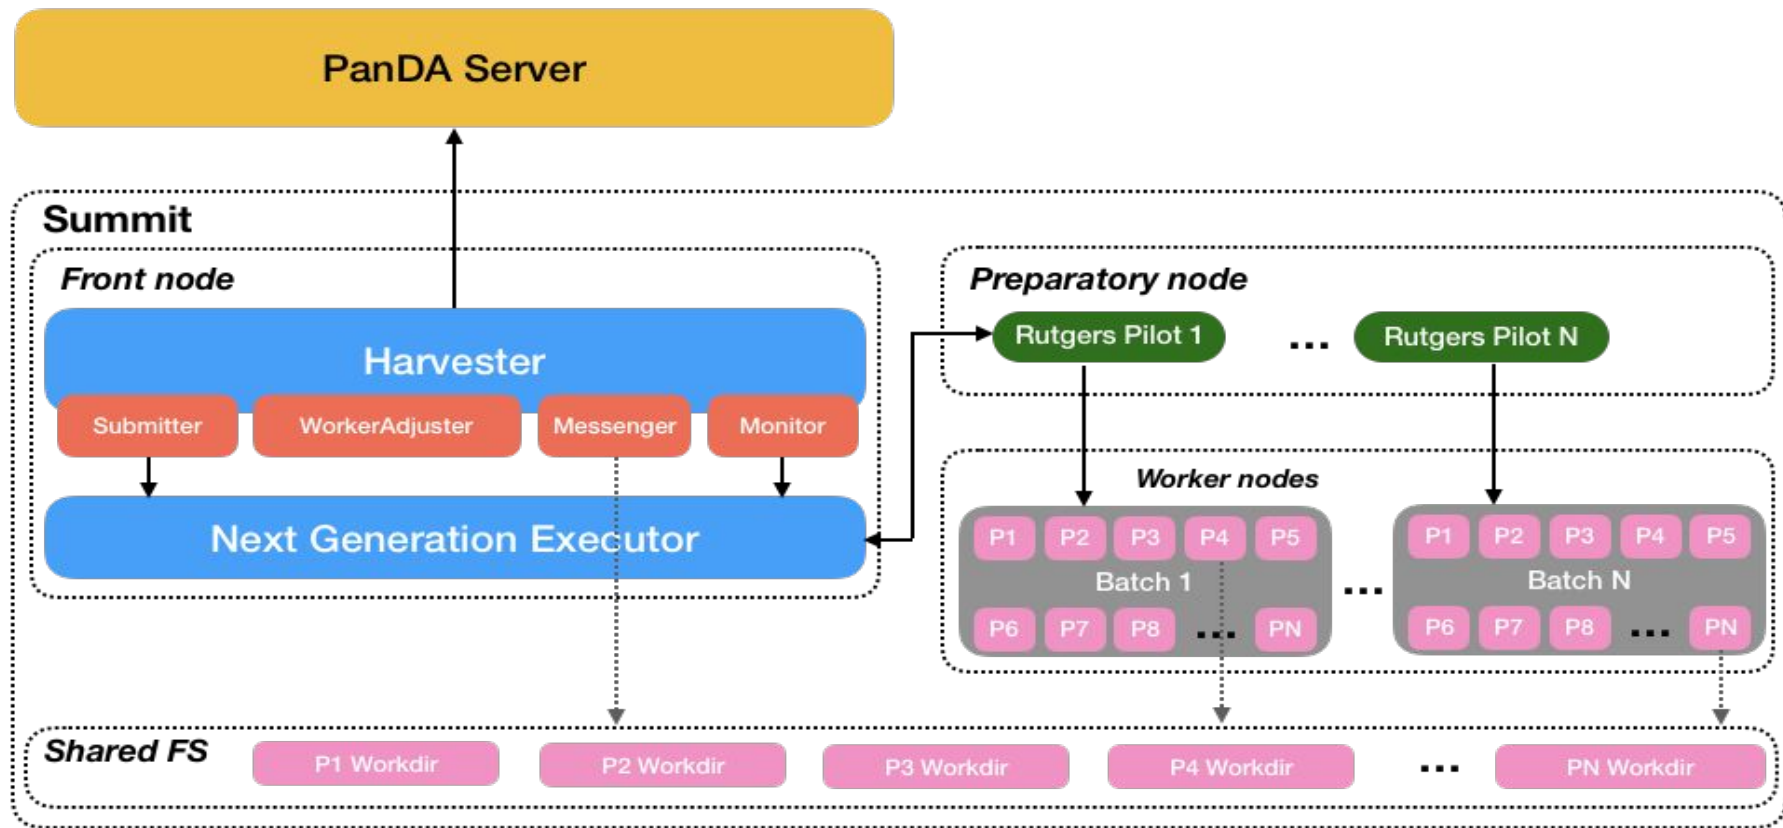 PanDA Server
Summit
Front node
Harvester
Submitter
WorkerAdjuster
Messenger
Monitor
Next Generation Executor
Preparatory node
Rutgers Pilot 1
...
Rutgers Pilot N
Worker nodes
P1 P2 P3 P4 P5
Batch 1
P6 P7 P8 ... PN
...
P1 P2 P3 P4 P5
Batch N
P6 P7 P8 ... PN
Shared FS
P1 Workdir
P2 Workdir
P3 Workdir
P4 Workdir
...
PN Workdir